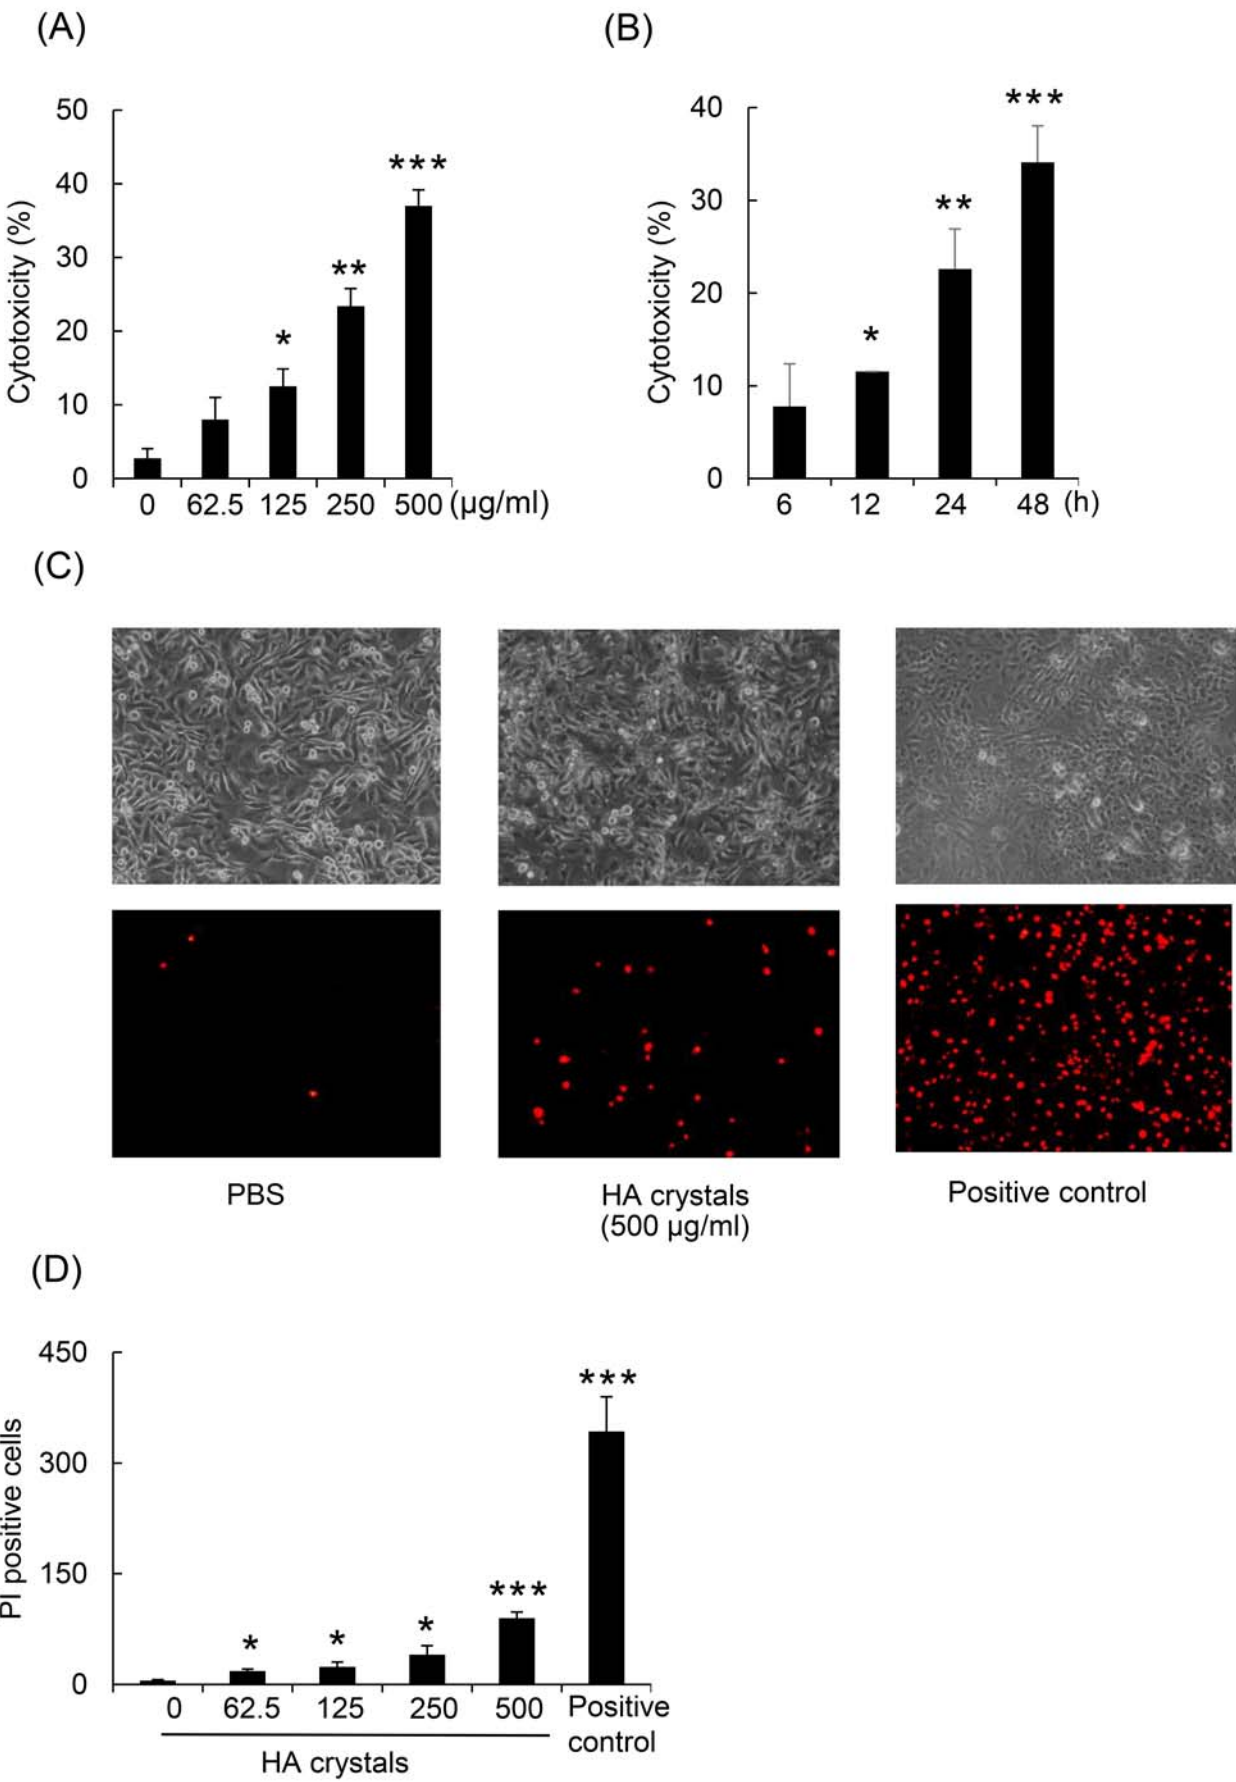 (A)
50
40
30
20
10
0
Cytotoxicity (%)
*
**
***
0 62.5 125 250 500 (µg/ml)
(B)
40
30
20
10
0
Cytotoxicity (%)
*
**
***
6 12 24 48 (h)
(C)
PBS
HA crystals
(500 µg/ml)
Positive control
(D)
450
300
150
0
PI positive cells
*
*
*
***
***
0 62.5 125 250 500 Positive
control
HA crystals